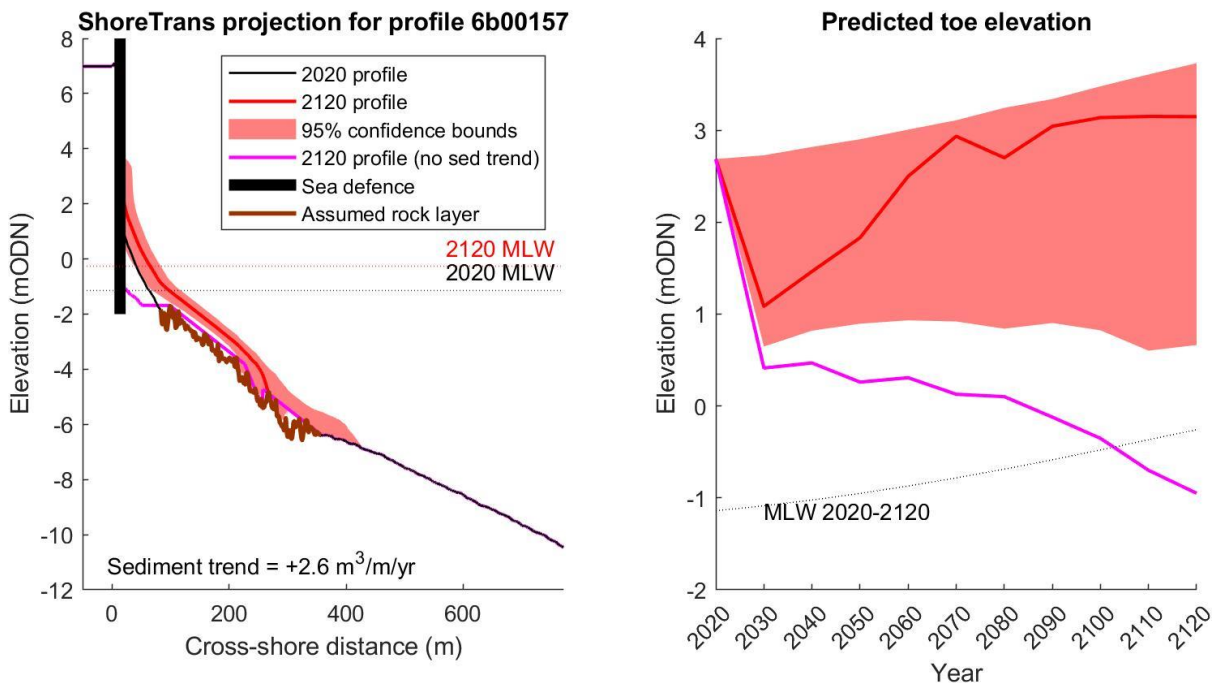 ShoreTrans projection for profile 6b00157
8
6
4
2
0
-2
-4
-6
-8
-10
-12
Elevation (mODN)
2020 profile
2120 profile
95% confidence bounds
2120 profile (no sed trend)
Sea defence
Assumed rock layer
2120 MLW
2020 MLW
Sediment trend = +2.6 m³/m/yr
0
200
400
600
Cross-shore distance (m)
Predicted toe elevation
4
3
2
1
0
-1
-2
Elevation (mODN)
MLW 2020-2120
2020
2030
2040
2050
2060
2070
2080
2090
2100
2110
2120
Year